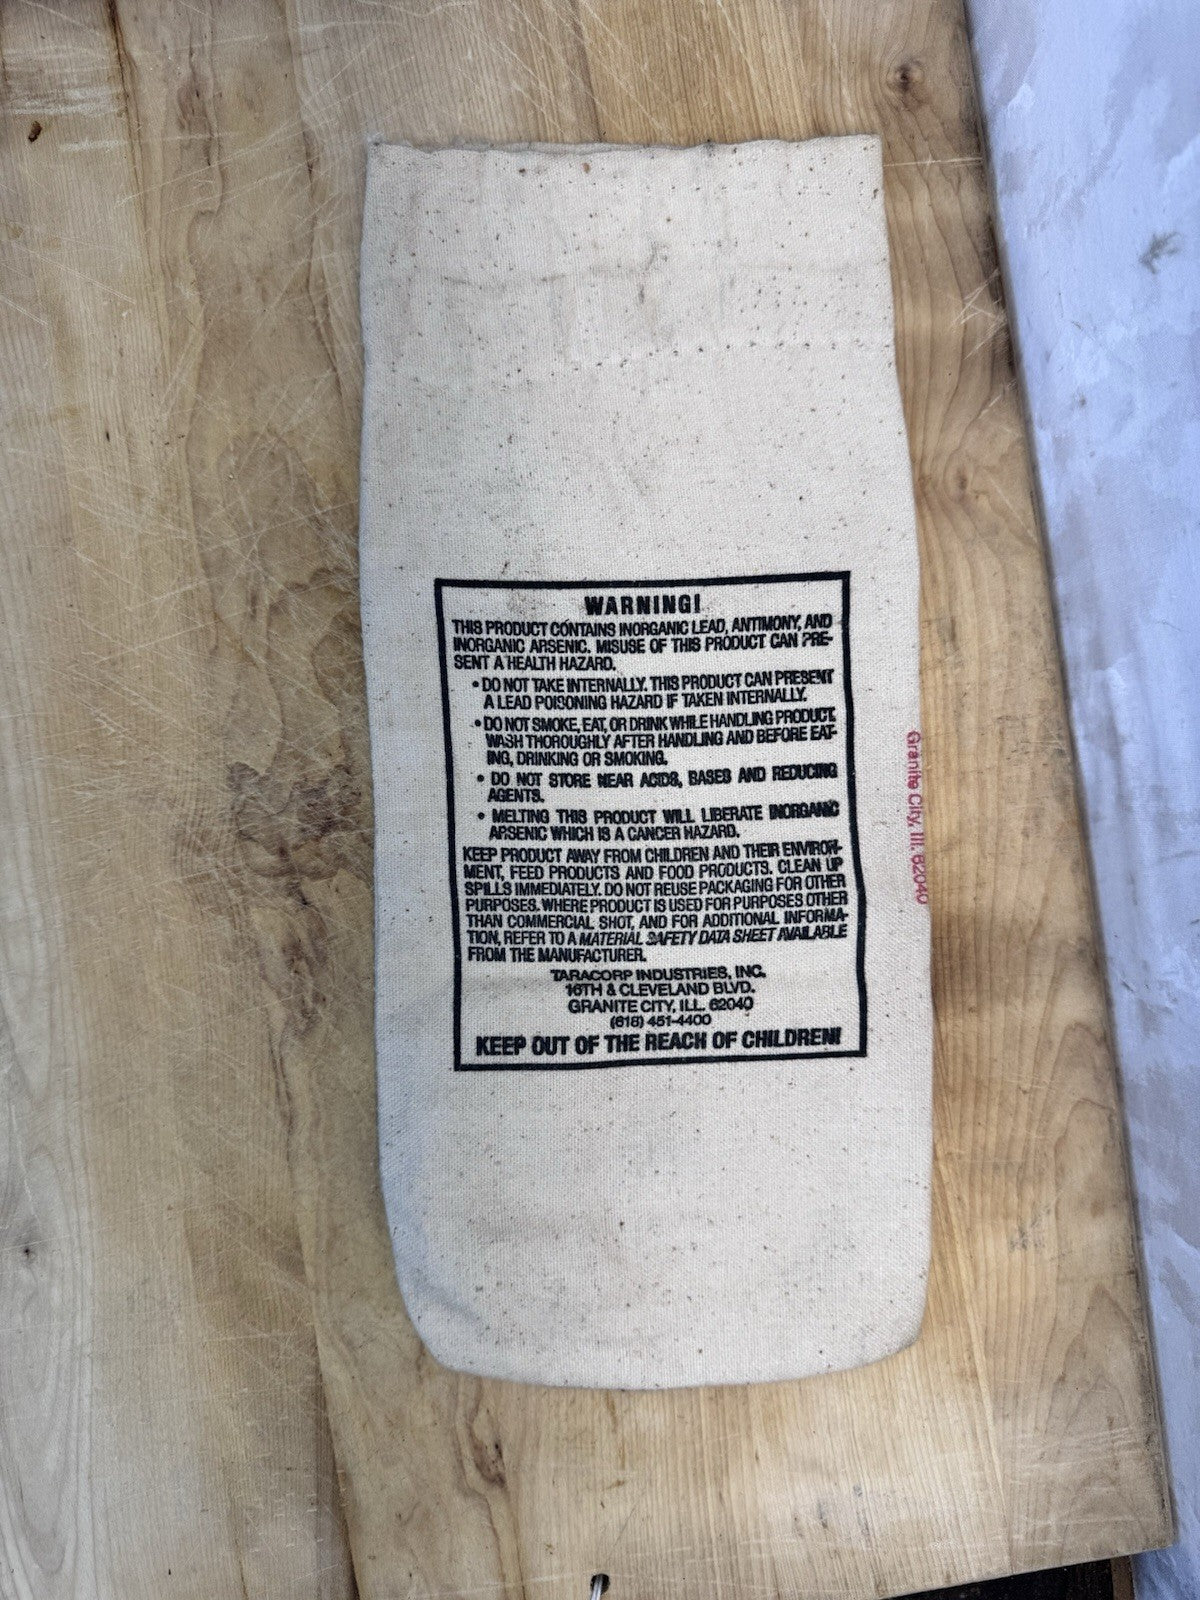 WARNING!
THIS PRODUCT CONTAINS INORGANIC LEAD, ANTIMONY, AND
INORGANIC ARSENIC. MISUSE OF THIS PRODUCT CAN PRE-
SENT A HEALTH HAZARD.
• DO NOT TAKE INTERNALLY. THIS PRODUCT CAN PRESENT
A LEAD POISONING HAZARD IF TAKEN INTERNALLY.
• DO NOT SMOKE, EAT, OR DRINK WHILE HANDLING PRODUCT.
WASH THOROUGHLY AFTER HANDLING AND BEFORE EAT-
ING, DRINKING OR SMOKING.
• DO NOT STORE NEAR ACIDS, BASES AND REDUCING
AGENTS.
• MELTING THIS PRODUCT WILL LIBERATE INORGANIC
ARSENIC WHICH IS A CANCER HAZARD.
KEEP PRODUCT AWAY FROM CHILDREN AND THEIR ENVIRON-
MENT, FEED PRODUCTS AND FOOD PRODUCTS. CLEAN UP
SPILLS IMMEDIATELY. DO NOT REUSE PACKAGING FOR OTHER
PURPOSES. WHERE PRODUCT IS USED FOR PURPOSES OTHER
THAN COMMERCIAL SHOT, AND FOR ADDITIONAL INFORMA-
TION, REFER TO A MATERIAL SAFETY DATA SHEET AVAILABLE
FROM THE MANUFACTURER.
TARACORP INDUSTRIES, INC.
16TH & CLEVELAND BLVD.
GRANITE CITY, ILL. 62040
(618) 451-4400
KEEP OUT OF THE REACH OF CHILDREN!
Granite City, Ill. 62040